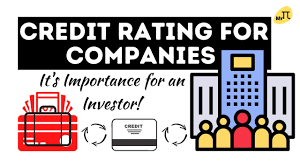 CREDIT RATING FOR
COMPANIES
It's Importance for an
Investor!
CREDIT